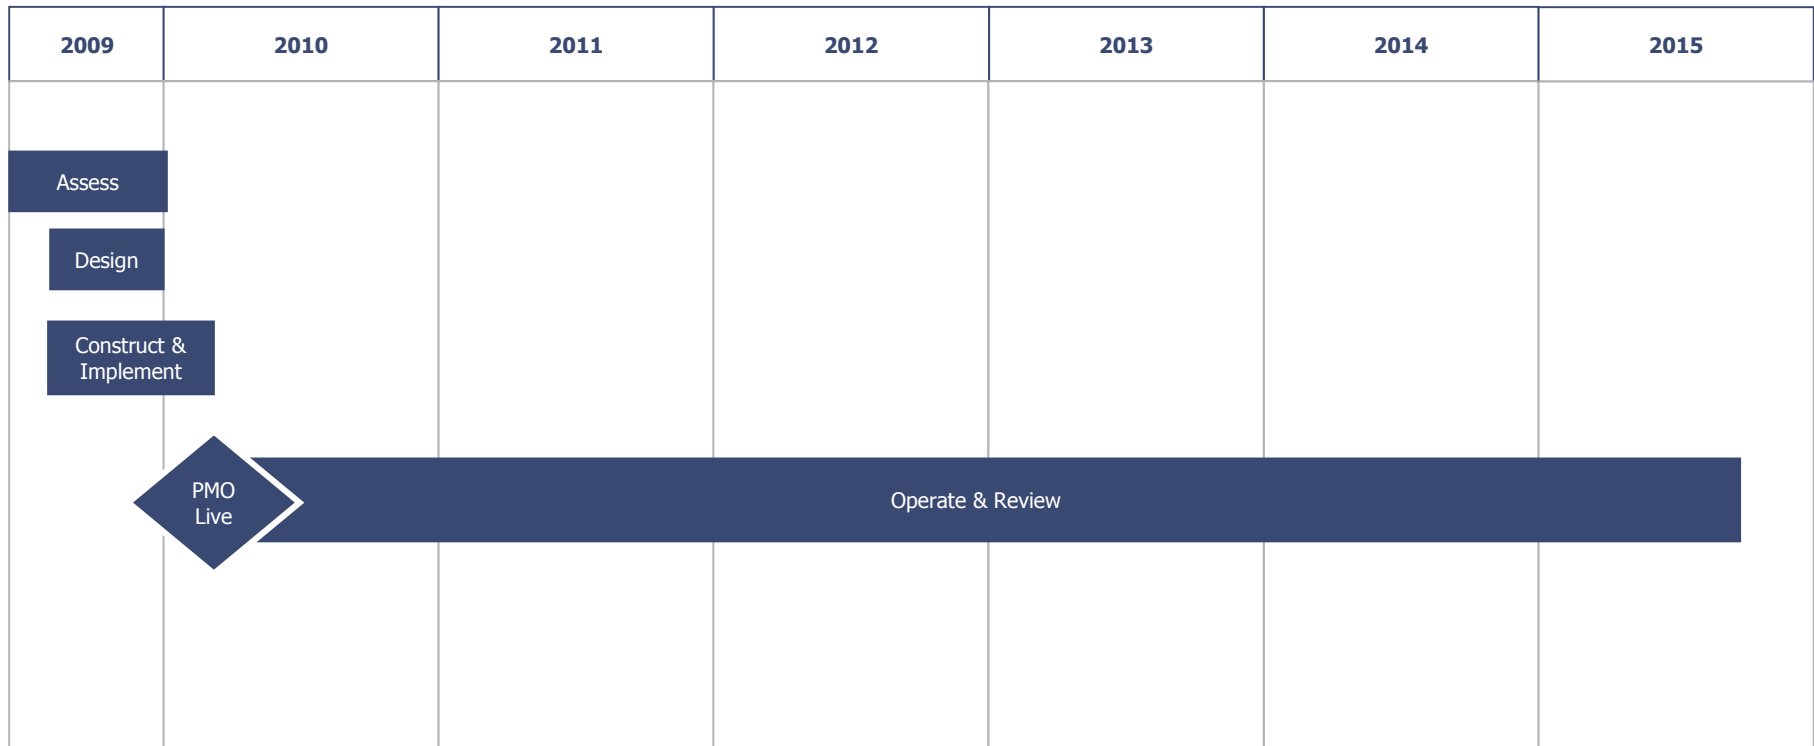 2009 2010 2011 2012 2013 2014 2015
Assess
Design
Construct &
Implement
PMO
Live
Operate & Review